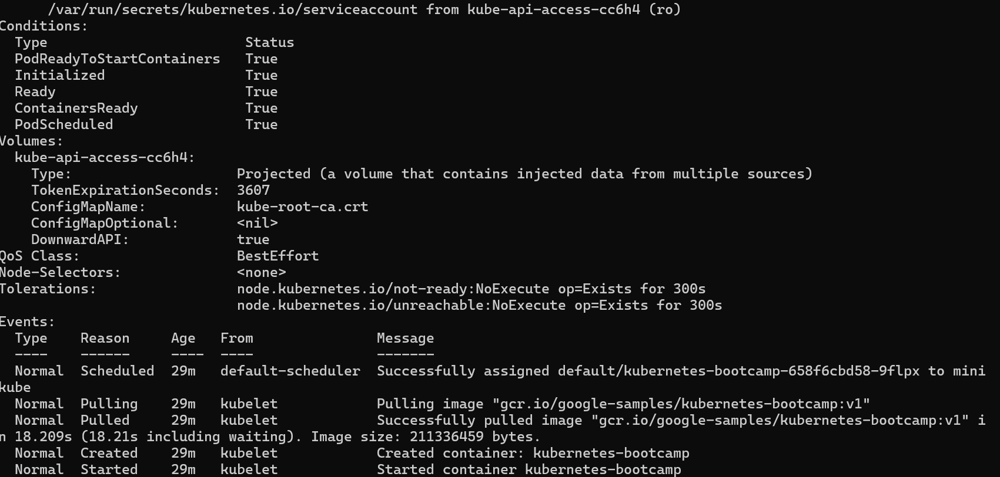 /var/run/secrets/kubernetes.io/serviceaccount from kube-api-access-cc6h4 (ro)
Conditions:
Type Status
PodReadyToStartContainers True
Initialized True
Ready True
ContainersReady True
PodScheduled True
Volumes:
kube-api-access-cc6h4:
Type: Projected (a volume that contains injected data from multiple sources)
TokenExpirationSeconds: 3607
ConfigMapName: kube-root-ca.crt
ConfigMapOptional: <nil>
DownwardAPI: true
QoS Class: BestEffort
Node-Selectors: <none>
Tolerations: node.kubernetes.io/not-ready:NoExecute op=Exists for 300s
node.kubernetes.io/unreachable:NoExecute op=Exists for 300s
Events:
Type Reason Age From Message
---- ------ ---- ---- -------
Normal Scheduled 29m default-scheduler Successfully assigned default/kubernetes-bootcamp-658f6cbd58-9flpx to mini
kube
Normal Pulling 29m kubelet Pulling image "gcr.io/google-samples/kubernetes-bootcamp:v1"
Normal Pulled 29m kubelet Successfully pulled image "gcr.io/google-samples/kubernetes-bootcamp:v1" i
n 18.209s (18.21s including waiting). Image size: 211336459 bytes.
Normal Created 29m kubelet Created container: kubernetes-bootcamp
Normal Started 29m kubelet Started container kubernetes-bootcamp